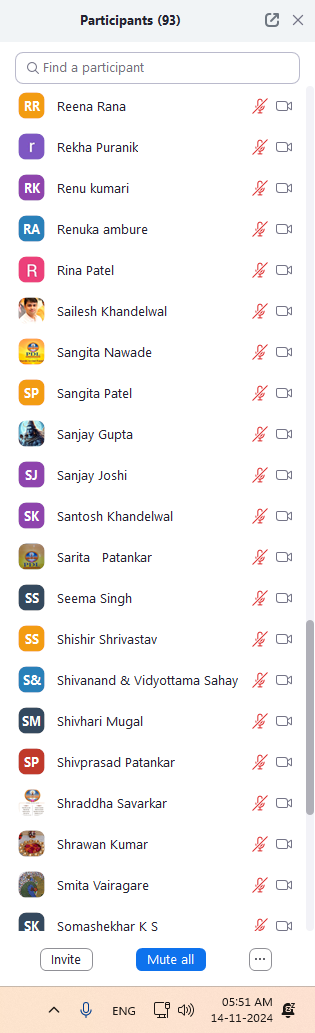 Participants (93)
Find a participant
RR Reena Rana
r Rekha Puranik
RK Renu kumari
RA Renuka ambure
R Rina Patel
Sailesh Khandelwal
Sangita Nawade
SP Sangita Patel
Sanjay Gupta
SJ Sanjay Joshi
SK Santosh Khandelwal
Sarita Patankar
SS Seema Singh
SS Shishir Shrivastav
S& Shivanand & Vidyottama Sahay
SM Shivhari Mugal
SP Shivprasad Patankar
Shraddha Savarkar
Shrawan Kumar
Smita Vairagare
SK Somashekhar K S
Invite Mute all ...
ENG 05:51 AM
14-11-2024